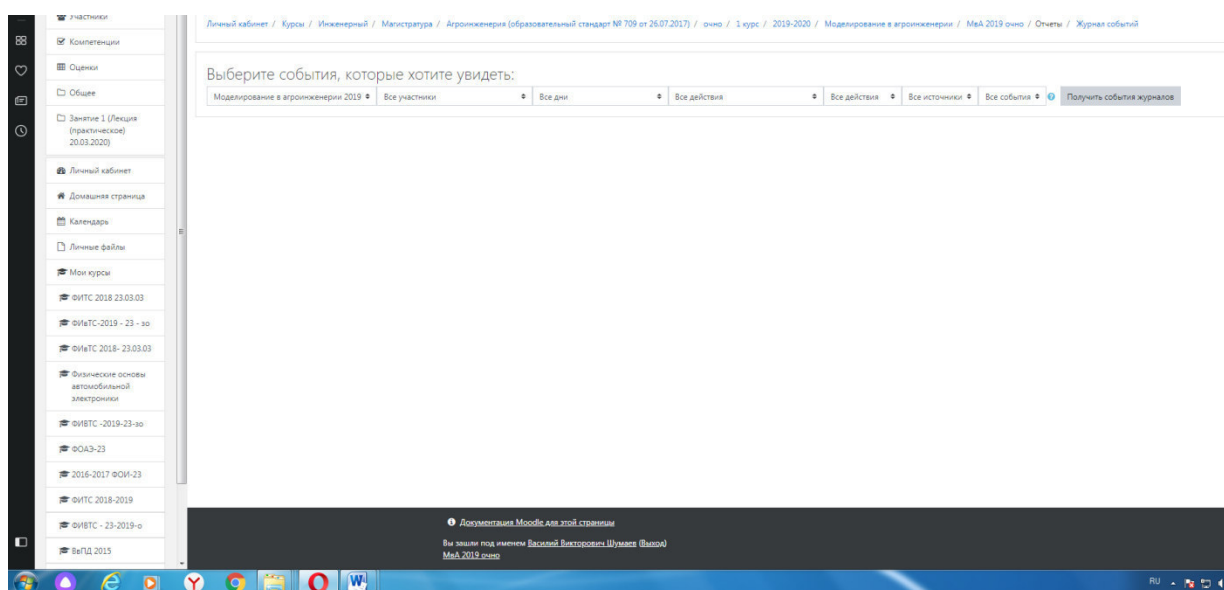 Участники
Компетенции
Оценки
Общее
Занятие 1 (Лекция
(практическое)
20.03.2020)
Личный кабинет
Домашняя страница
Календарь
Личные файлы
Мои курсы
ФИТС 2018 23.03.03
ФИвТС-2019 - 23 - зо
ФИвТС 2018- 23.03.03
Физические основы
автомобильной
электроники
ФИВТС -2019-23-зо
ФОАЭ-23
2016-2017 ФОИ-23
ФИТС 2018-2019
ФИВТС - 23-2019-о
ВвПД 2015
Личный кабинет / Курсы / Инженерный / Магистратура / Агроинженерия (образовательный стандарт № 709 от 26.07.2017) / очно / 1 курс / 2019-2020 / Моделирование в агроинженерии / МвА 2019 очно / Отчеты / Журнал событий
Выберите события, которые хотите увидеть:
Моделирование в агроинженерии 2019 Все участники Все дни Все действия Все действия Все источники Все события Получить события журналов
Документация Moodle для этой страницы
Вы зашли под именем Василий Викторович Шумаев (Выход)
МвА 2019 очно
RU